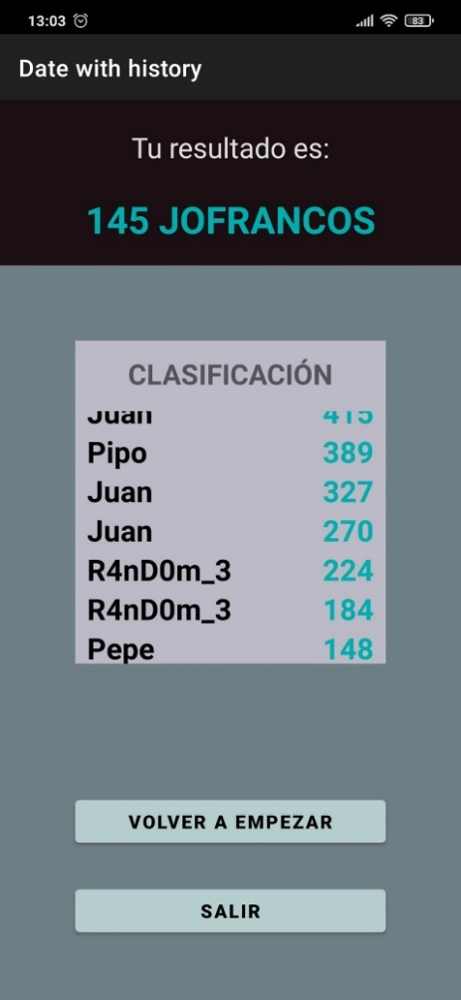 13:03
83
Date with history
Tu resultado es:
145 JOFRANCOS
CLASIFICACIÓN
Juan 415
Pipo 389
Juan 327
Juan 270
R4nD0m_3 224
R4nD0m_3 184
Pepe 148
VOLVER A EMPEZAR
SALIR